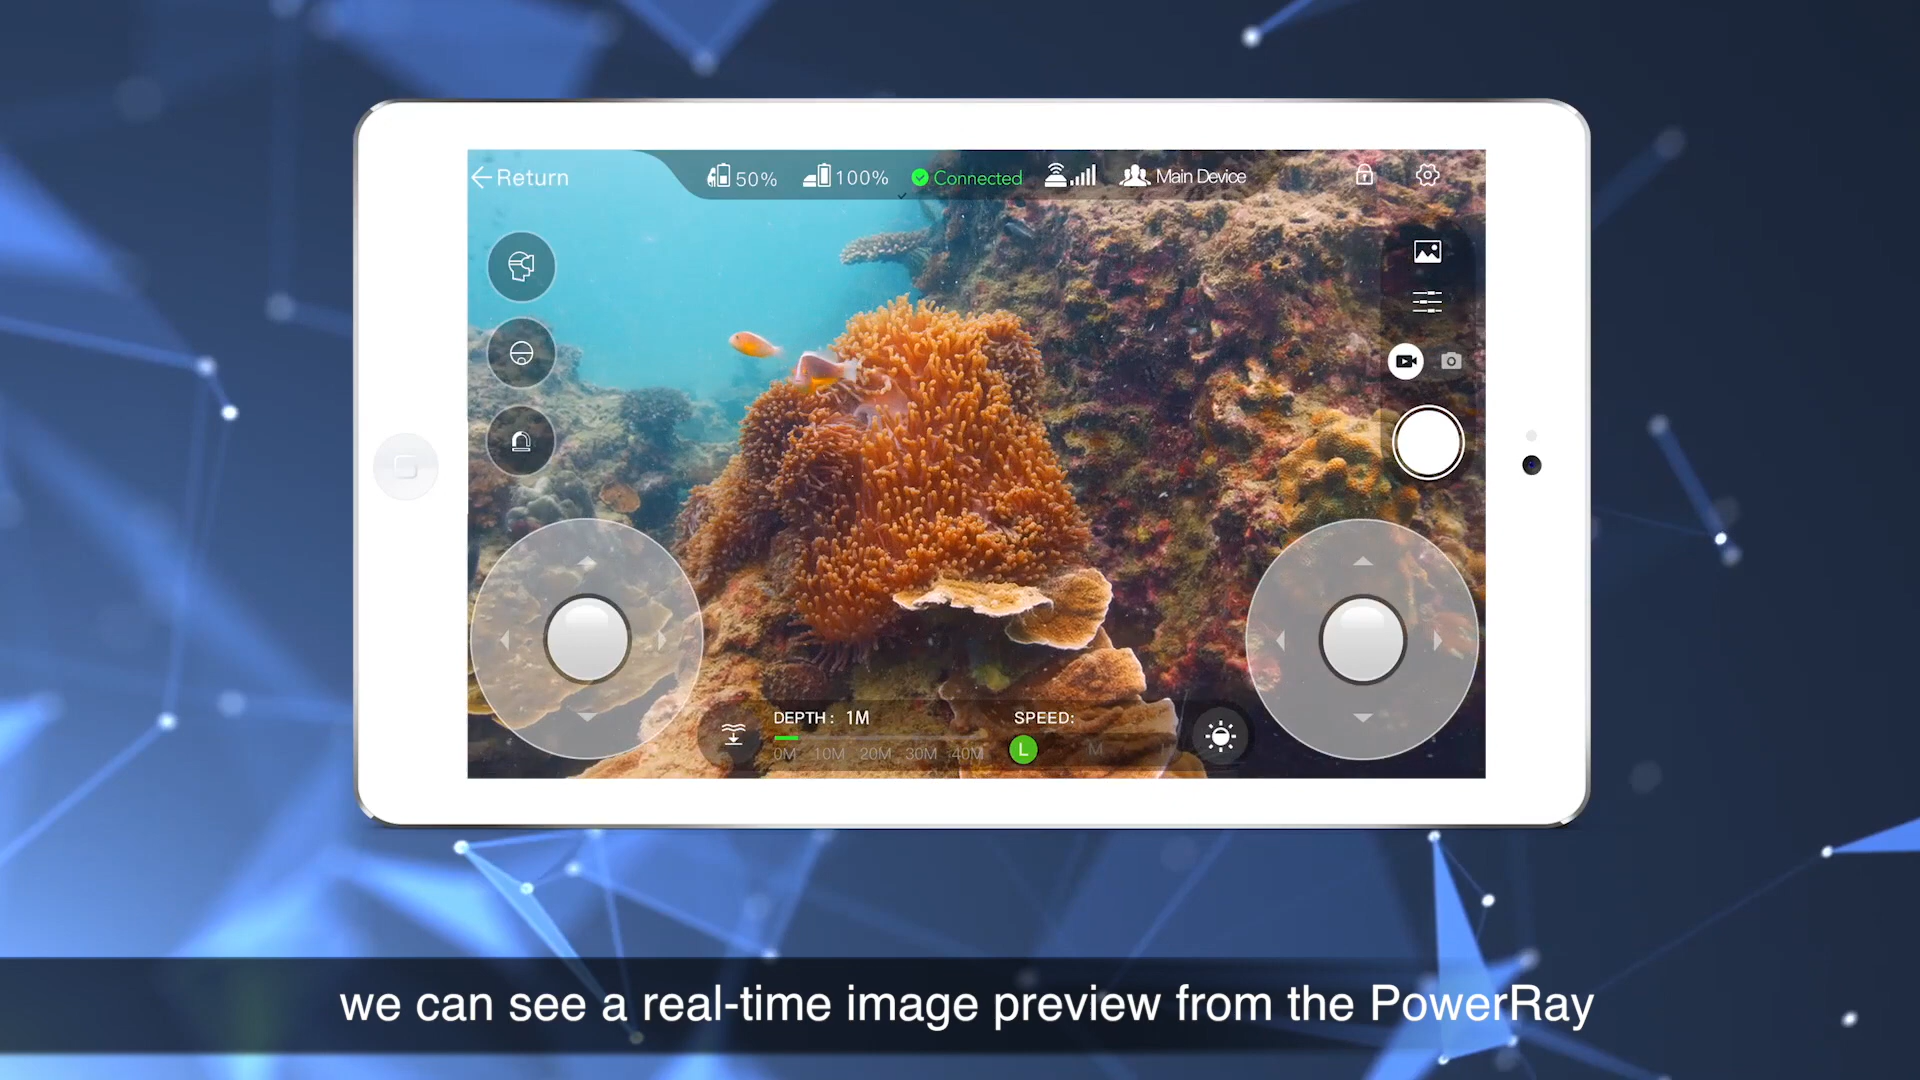 Return
50%
100%
Connected
Main Device
DEPTH : 1M
0M 10M 20M 30M 40M
SPEED:
L M H
we can see a real-time image preview from the PowerRay